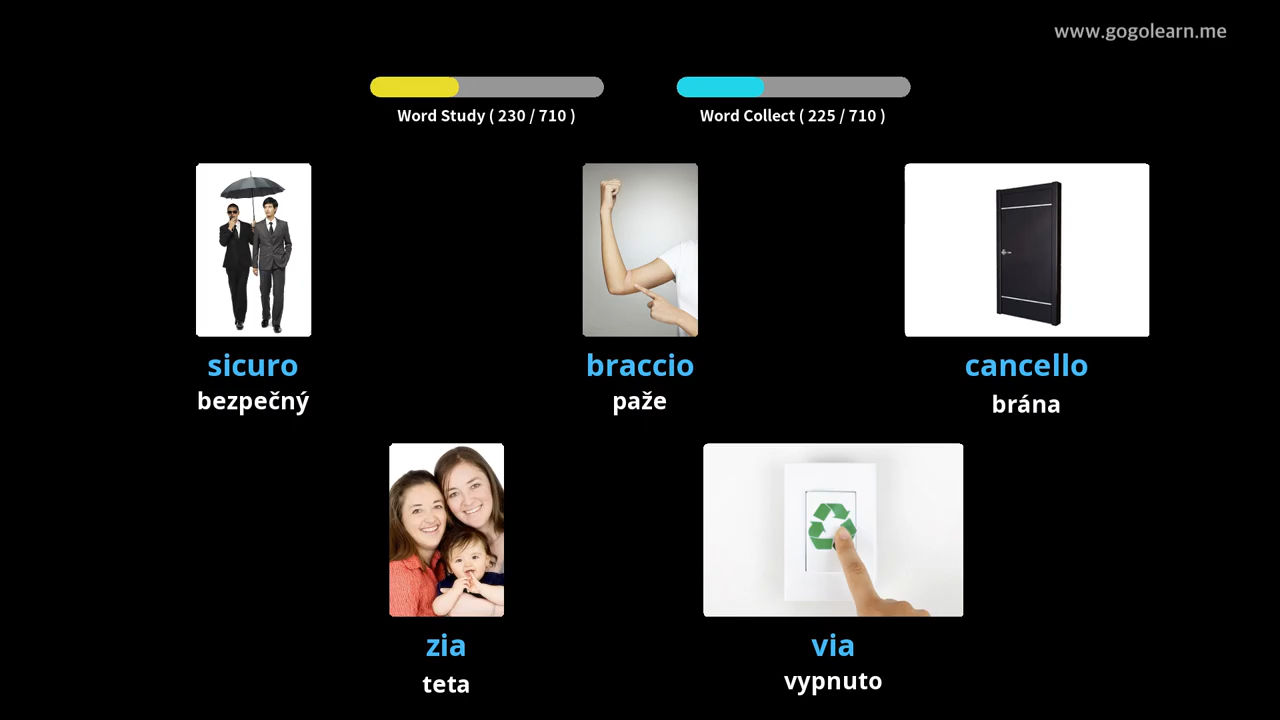 www.gogolearn.me
Word Study ( 230 / 710 )
Word Collect ( 225 / 710 )
sicuro
bezpečný
braccio
paže
cancello
brána
zia
teta
via
vypnuto